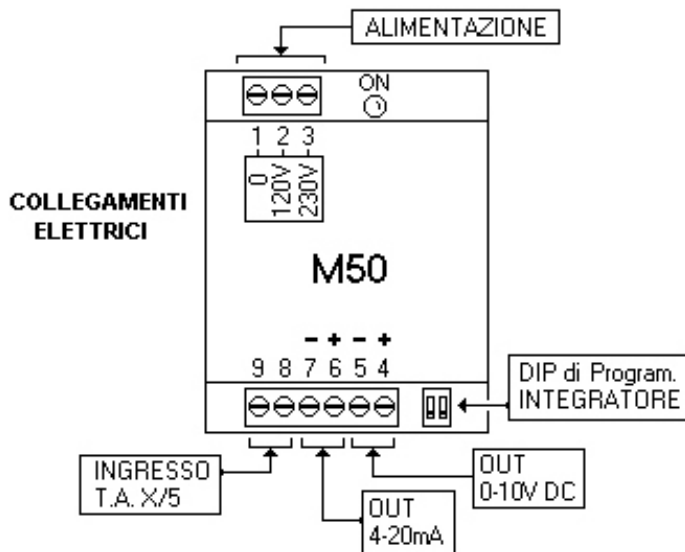 ALIMENTAZIONE
ON
1 2 3
0
120V
230V
COLLEGAMENTI
ELETTRICI
M50
- + - +
9 8 7 6 5 4
DIP di Program.
INTEGRATORE
INGRESSO
T.A. X/5
OUT
4-20mA
OUT
0-10V DC